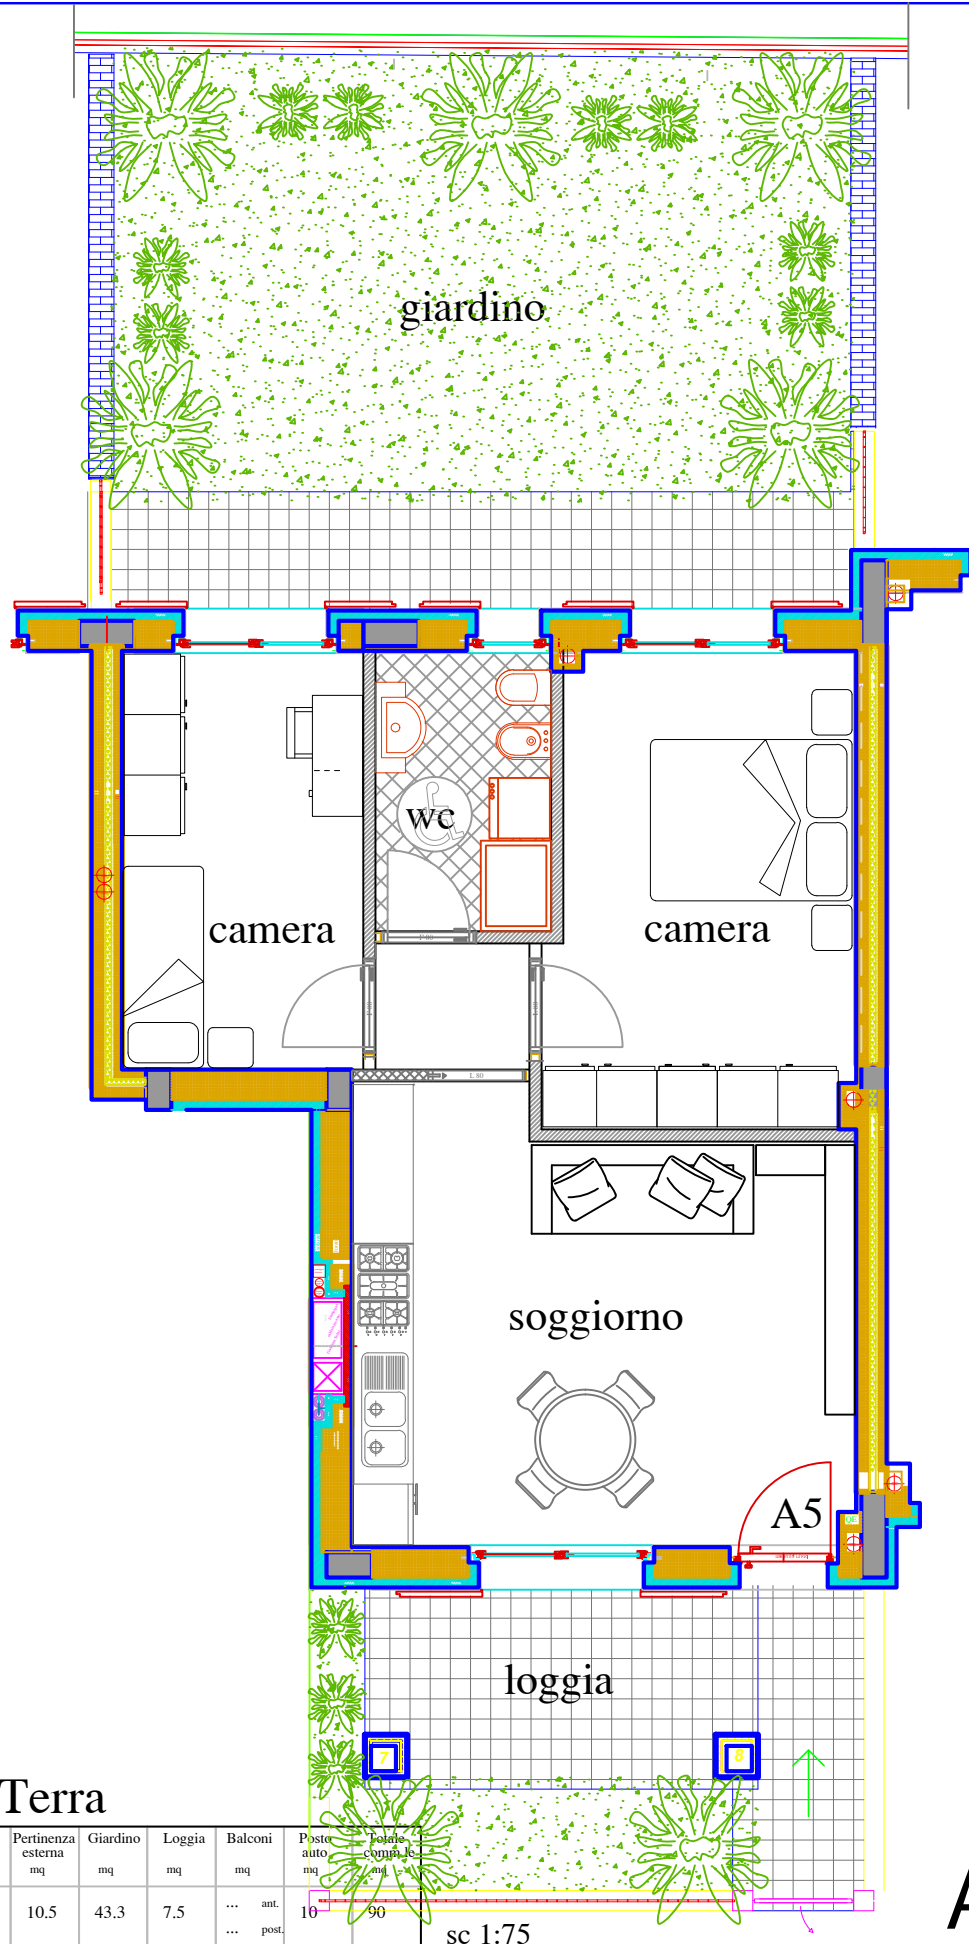 giardino
wc
camera
camera
L 80
soggiorno
A5
QE
loggia
7
8
Terra
Pertinenza esterna mq
Giardino mq
Loggia mq
Balconi mq
Posto auto mq
Totale comm.le mq
10.5
43.3
7.5
... ant.
... post.
10
90
sc 1:75
A